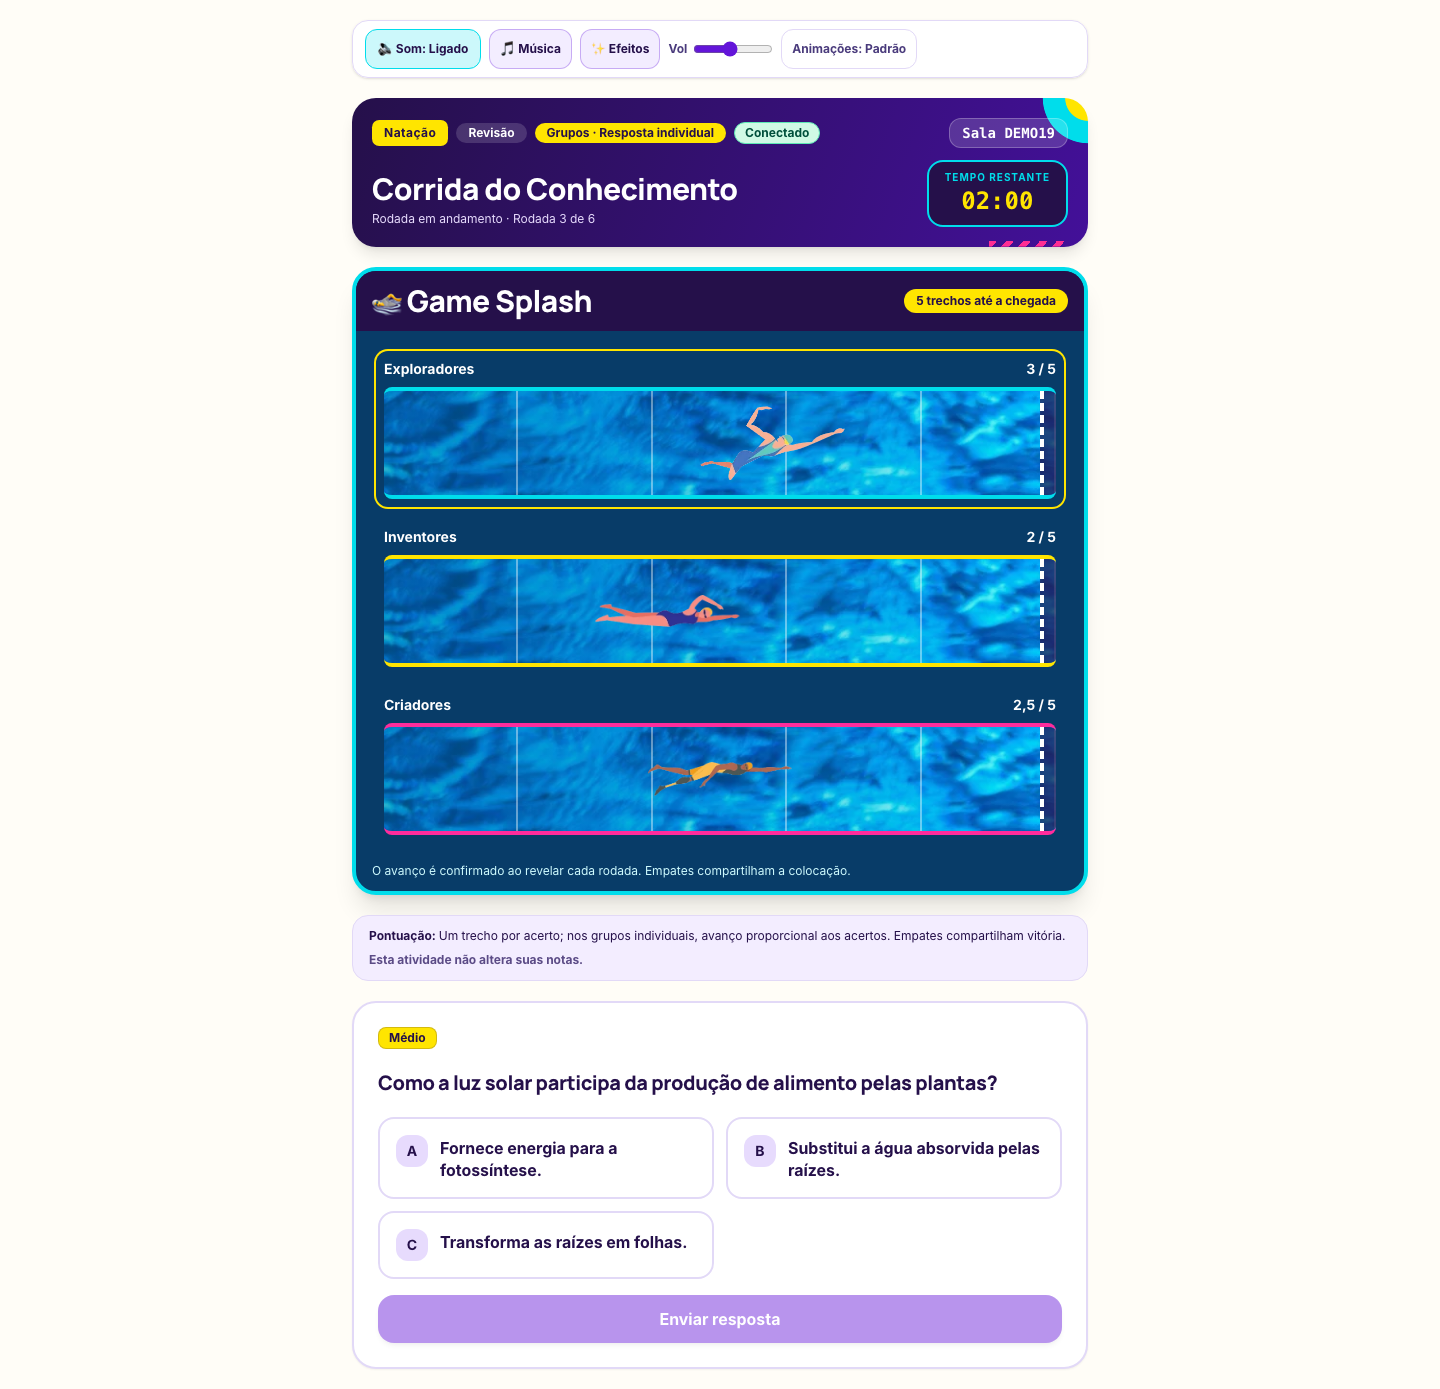 Som: Ligado
Música
Efeitos
Vol
Animações: Padrão
Natação
Revisão
Grupos · Resposta individual
Conectado
Sala DEMO19
Corrida do Conhecimento
Rodada em andamento · Rodada 3 de 6
TEMPO RESTANTE
02:00
Game Splash
5 trechos até a chegada
Exploradores
3 / 5
Inventores
2 / 5
Criadores
2,5 / 5
O avanço é confirmado ao revelar cada rodada. Empates compartilham a colocação.
Pontuação: Um trecho por acerto; nos grupos individuais, avanço proporcional aos acertos. Empates compartilham vitória.
Esta atividade não altera suas notas.
Médio
Como a luz solar participa da produção de alimento pelas plantas?
A
Fornece energia para a
fotossíntese.
B
Substitui a água absorvida pelas
raízes.
C
Transforma as raízes em folhas.
Enviar resposta